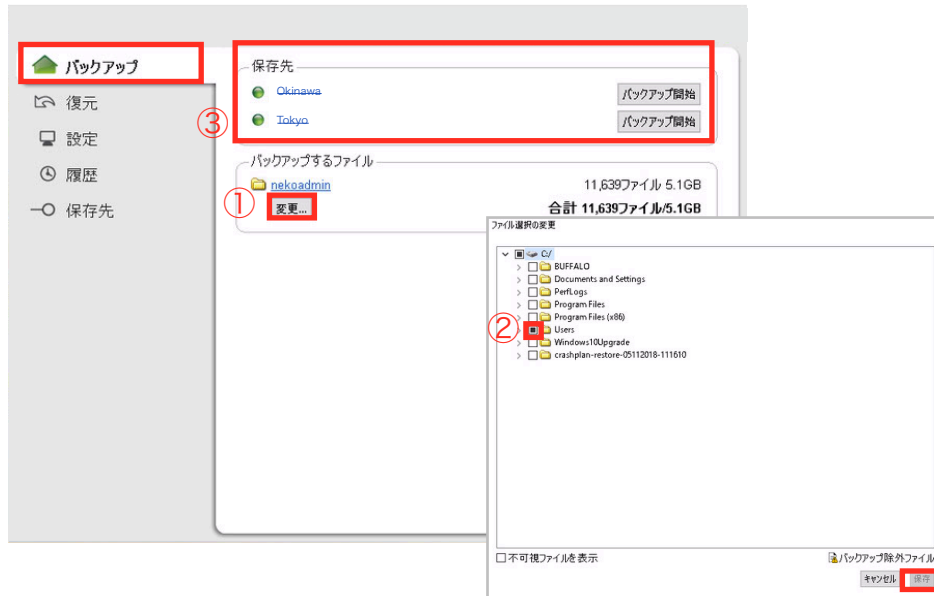 バックアップ
復元
設定
履歴
保存先
保存先
Okinawa バックアップ開始
Tokyo バックアップ開始
③
バックアップするファイル
nekoadmin 11,639ファイル 5.1GB
① 変更... 合計 11,639ファイル/5.1GB
ファイル選択の変更
C:/
BUFFALO
Documents and Settings
PerfLogs
Program Files
Program Files (x86)
② Users
Windows10Upgrade
crashplan-restore-05112018-111610
不可視ファイルを表示 バックアップ除外ファイル
キャンセル 保存